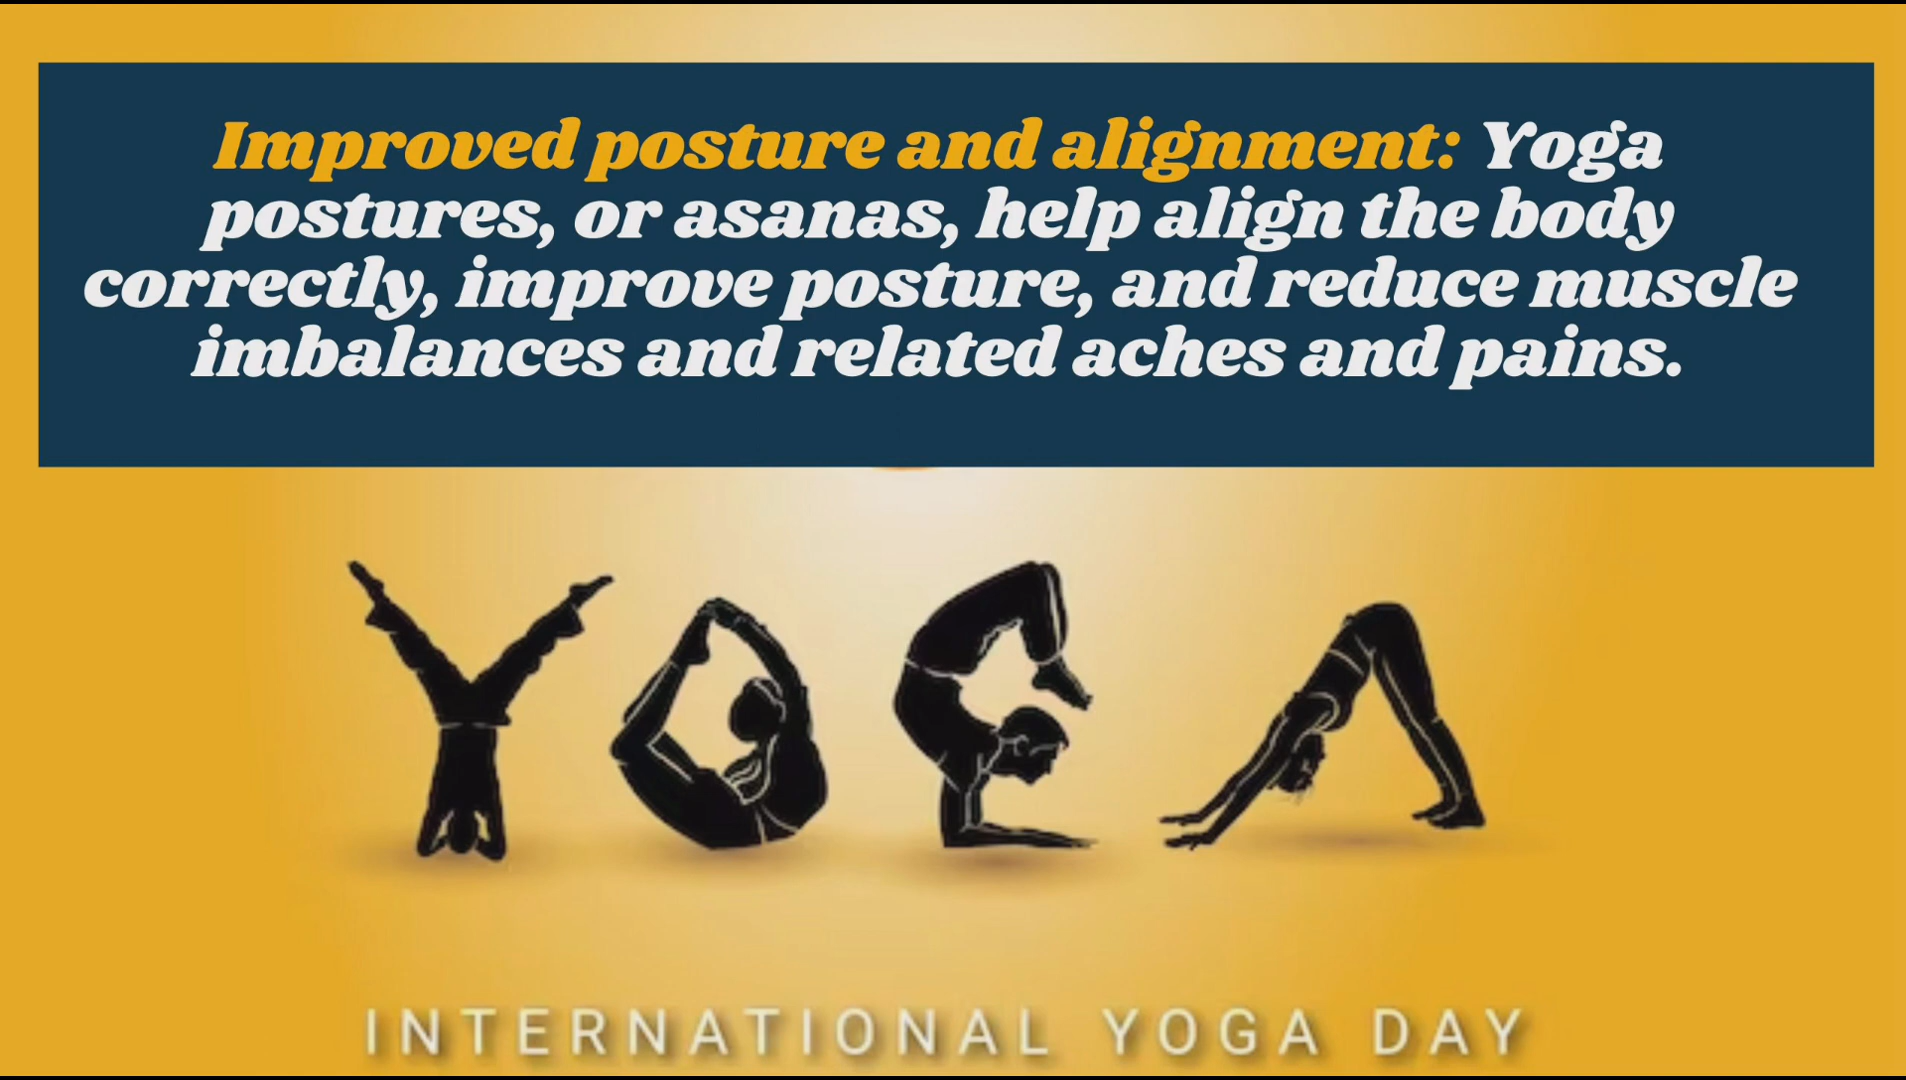 Improved posture and alignment: Yoga
postures, or asanas, help align the body
correctly, improve posture, and reduce muscle
imbalances and related aches and pains.
YOGA
INTERNATIONAL YOGA DAY